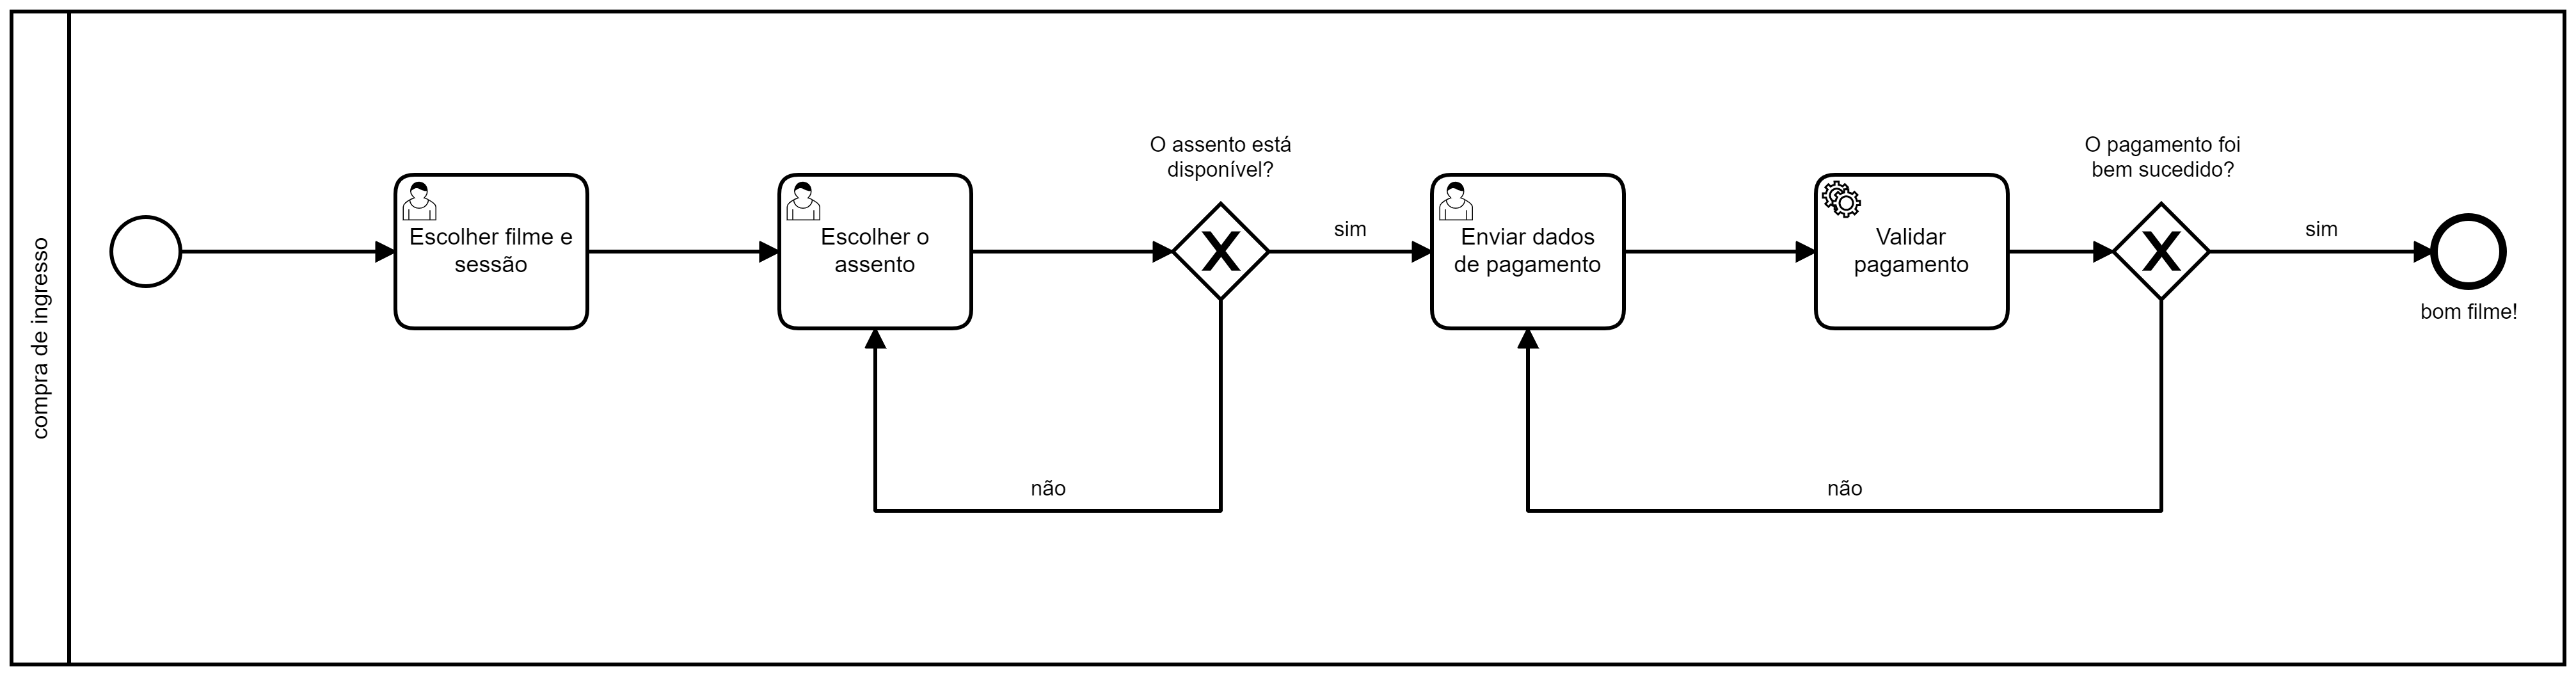 compra de ingresso
Escolher filme e
sessão
Escolher o
assento
O assento está
disponível?
sim
não
Enviar dados
de pagamento
Validar
pagamento
O pagamento foi
bem sucedido?
sim
não
bom filme!